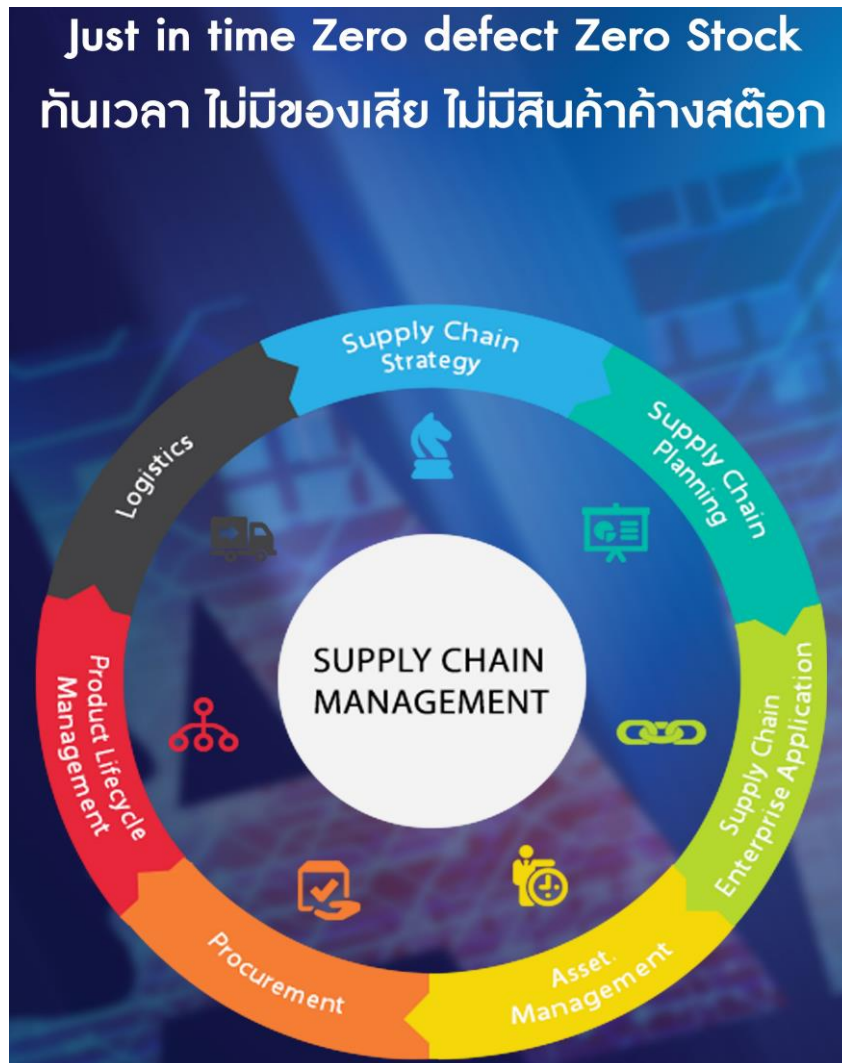 Just in time Zero defect Zero Stock
ทันเวลา ไม่มีของเสีย ไม่มีสินค้าค้างสต๊อก
Supply Chain
Strategy
Supply Chain
Planning
Supply Chain
Enterprise Application
Asset.
Management
Procurement
Product Lifecycle
Management
Logistics
SUPPLY CHAIN
MANAGEMENT